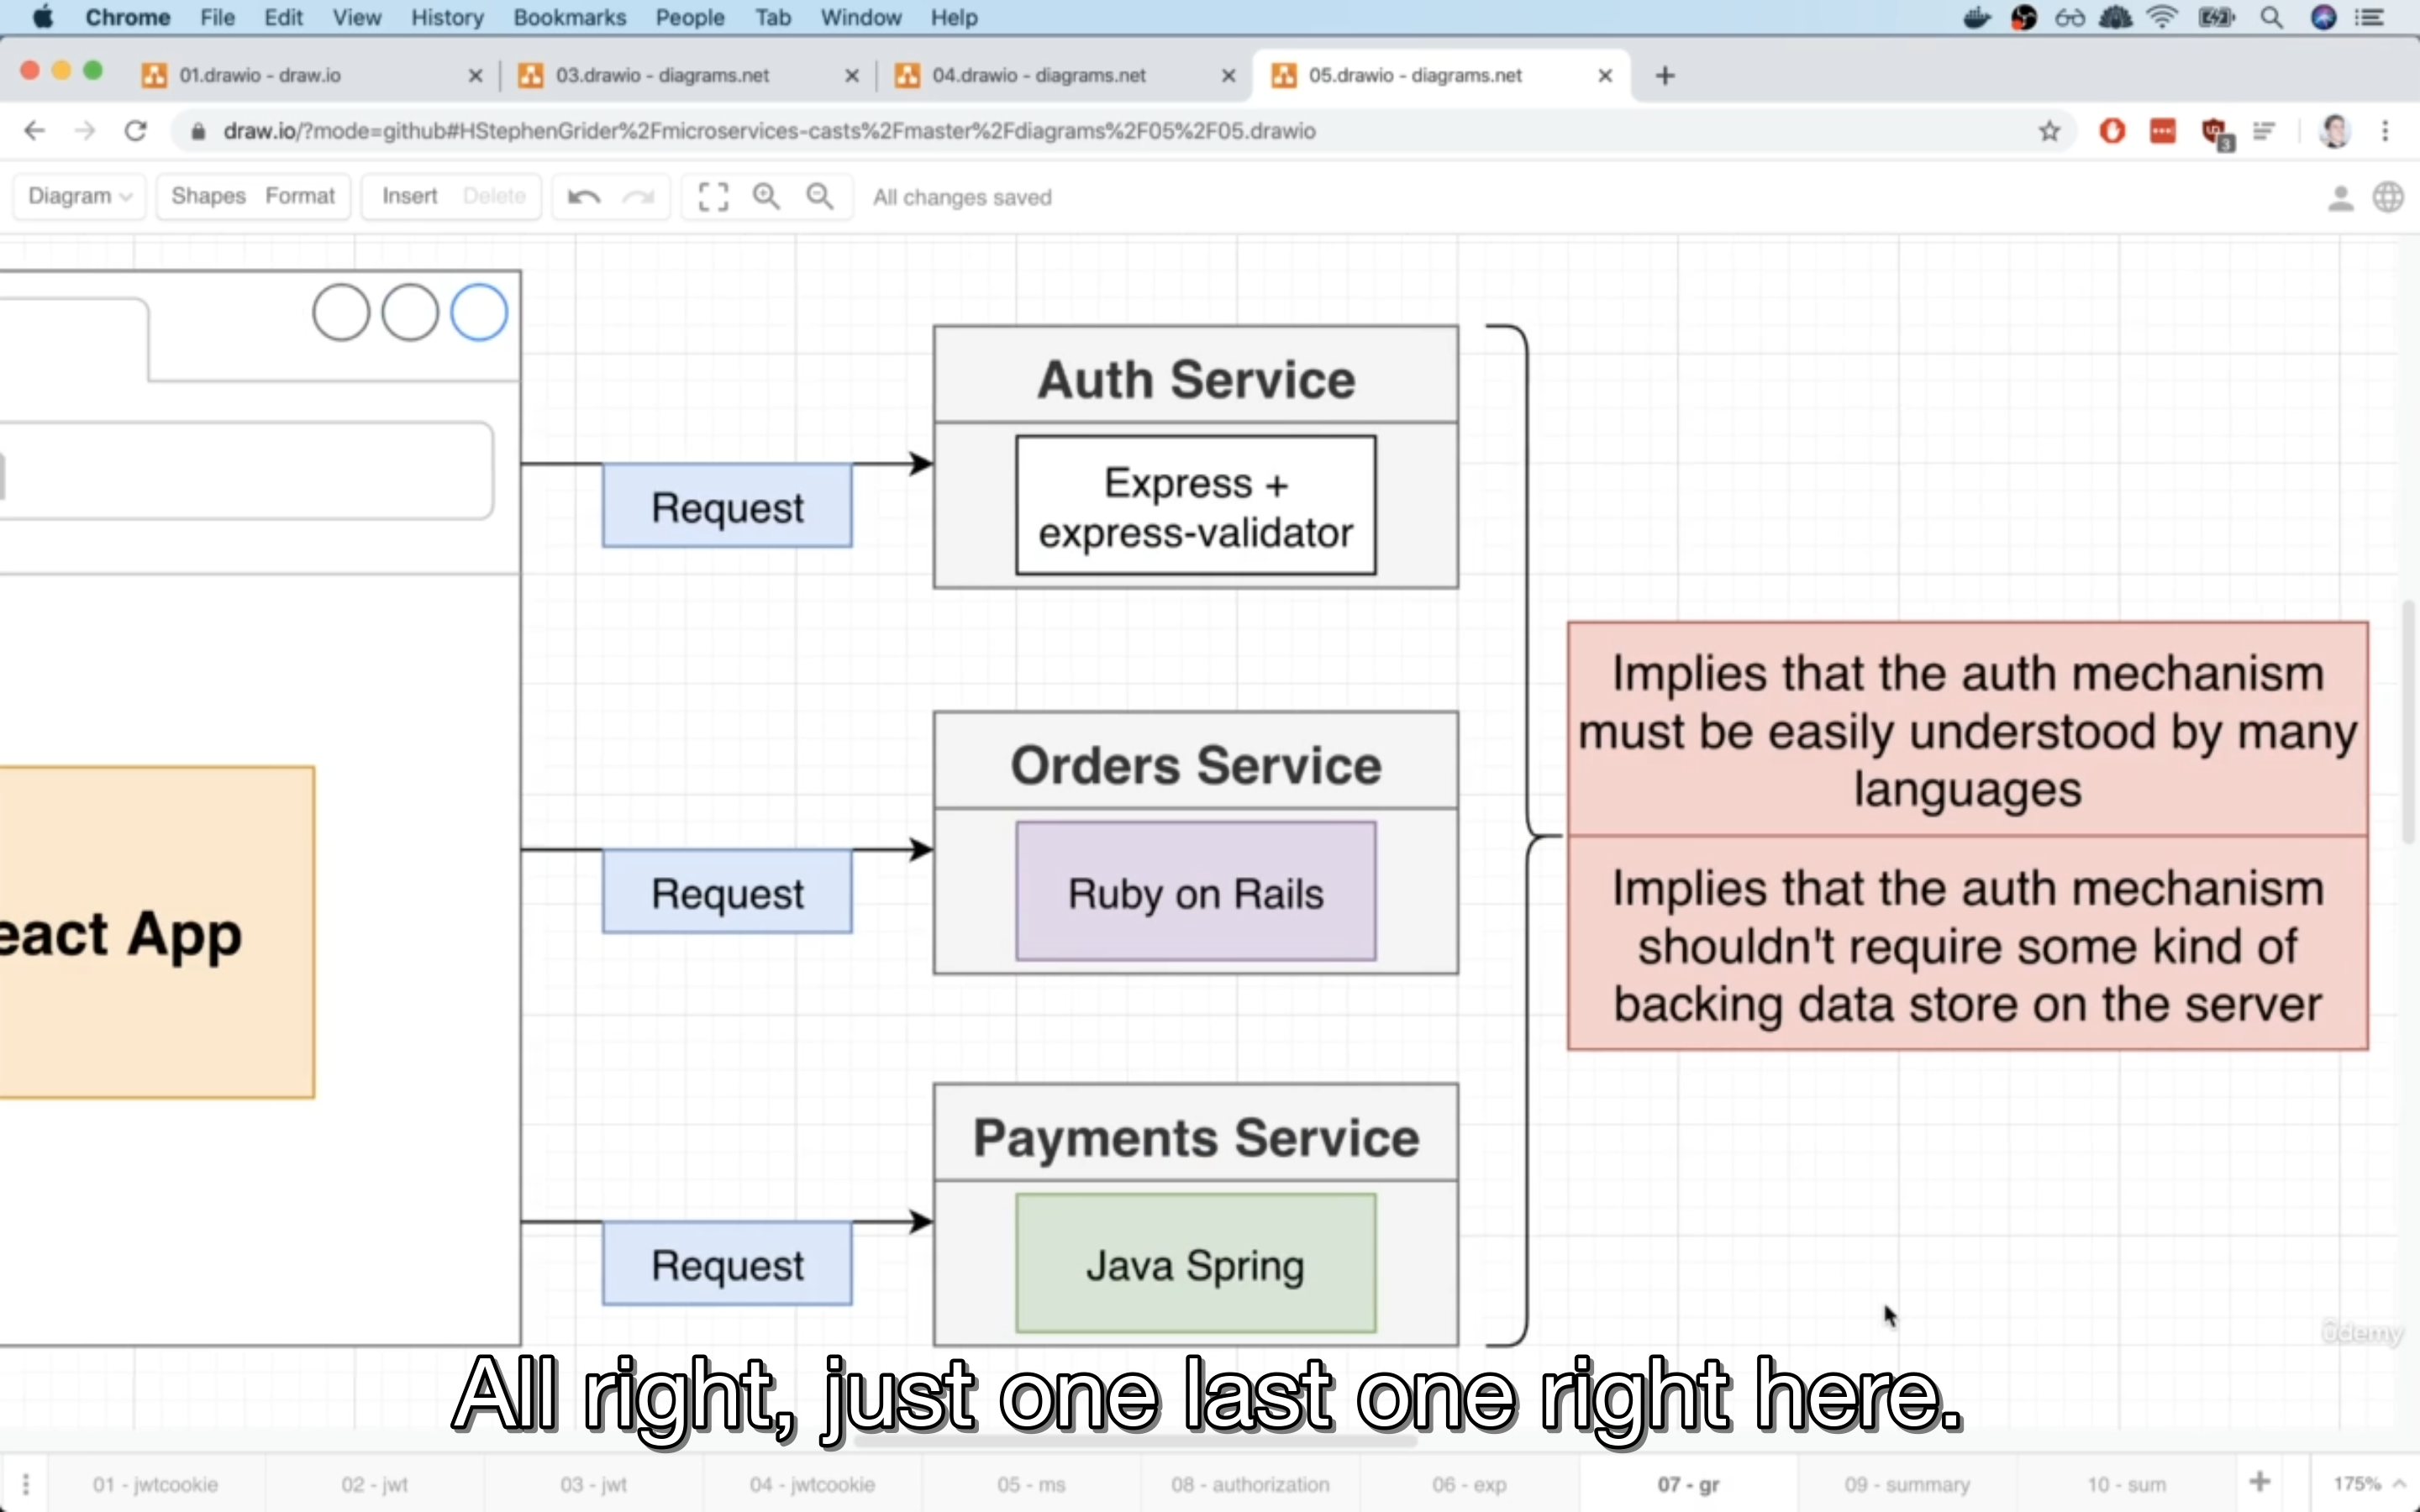 Chrome File Edit View History Bookmarks People Tab Window Help
01.drawio - draw.io
03.drawio - diagrams.net
04.drawio - diagrams.net
05.drawio - diagrams.net
draw.io/?mode=github#HStephenGrider%2Fmicroservices-casts%2Fmaster%2Fdiagrams%2F05%2F05.drawio
3
Diagram Shapes Format Insert Delete All changes saved
Auth Service
Express +
express-validator
Request
Orders Service
Ruby on Rails
Request
eact App
Payments Service
Java Spring
Request
Implies that the auth mechanism
must be easily understood by many
languages
Implies that the auth mechanism
shouldn't require some kind of
backing data store on the server
ûdemy
All right, just one last one right here.
01 - jwtcookie
02 - jwt
03 - jwt
04 - jwtcookie
05 - ms
08 - authorization
06 - exp
07 - gr
09 - summary
10 - sum
175%